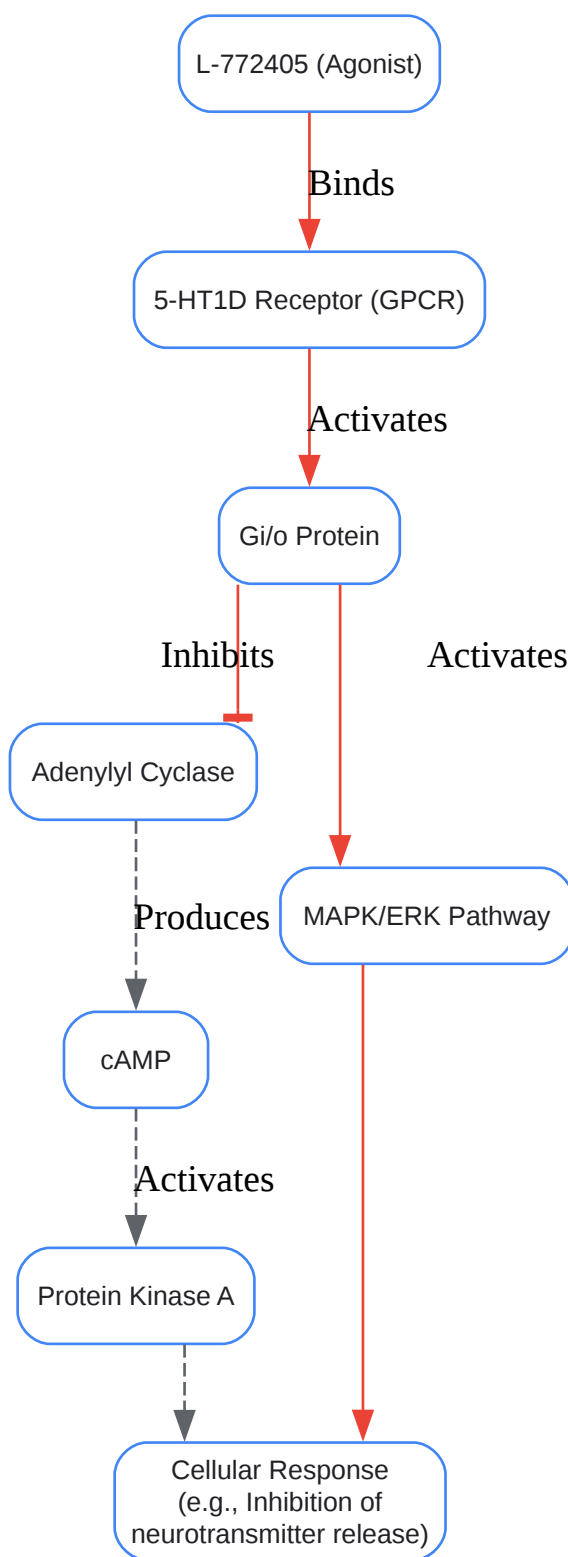 L-772405 (Agonist)
Binds
5-HT1D Receptor (GPCR)
Activates
Gi/o Protein
Inhibits
Activates
Adenylyl Cyclase
MAPK/ERK Pathway
Produces
cAMP
Activates
Protein Kinase A
Cellular Response
(e.g., Inhibition of
neurotransmitter release)